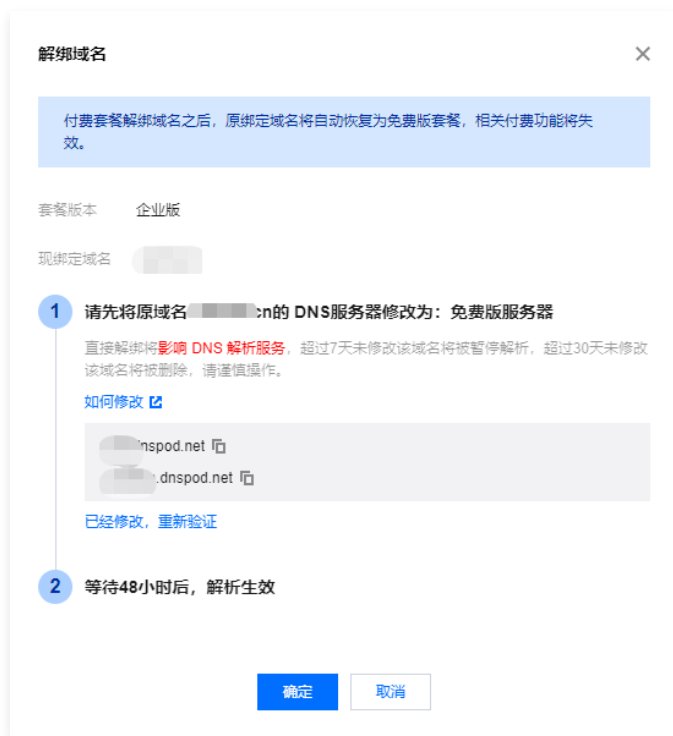 解绑域名
付费套餐解绑域名之后，原绑定域名将自动恢复为免费版套餐，相关付费功能将失
效。
套餐版本 企业版
现绑定域名
1 请先将原域名 cn的 DNS服务器修改为：免费版服务器
直接解绑将影响 DNS 解析服务，超过7天未修改该域名将被暂停解析，超过30天未修改
该域名将被删除，请谨慎操作。
如何修改
nspod.net
.dnspod.net
已经修改，重新验证
2 等待48小时后，解析生效
确定 取消